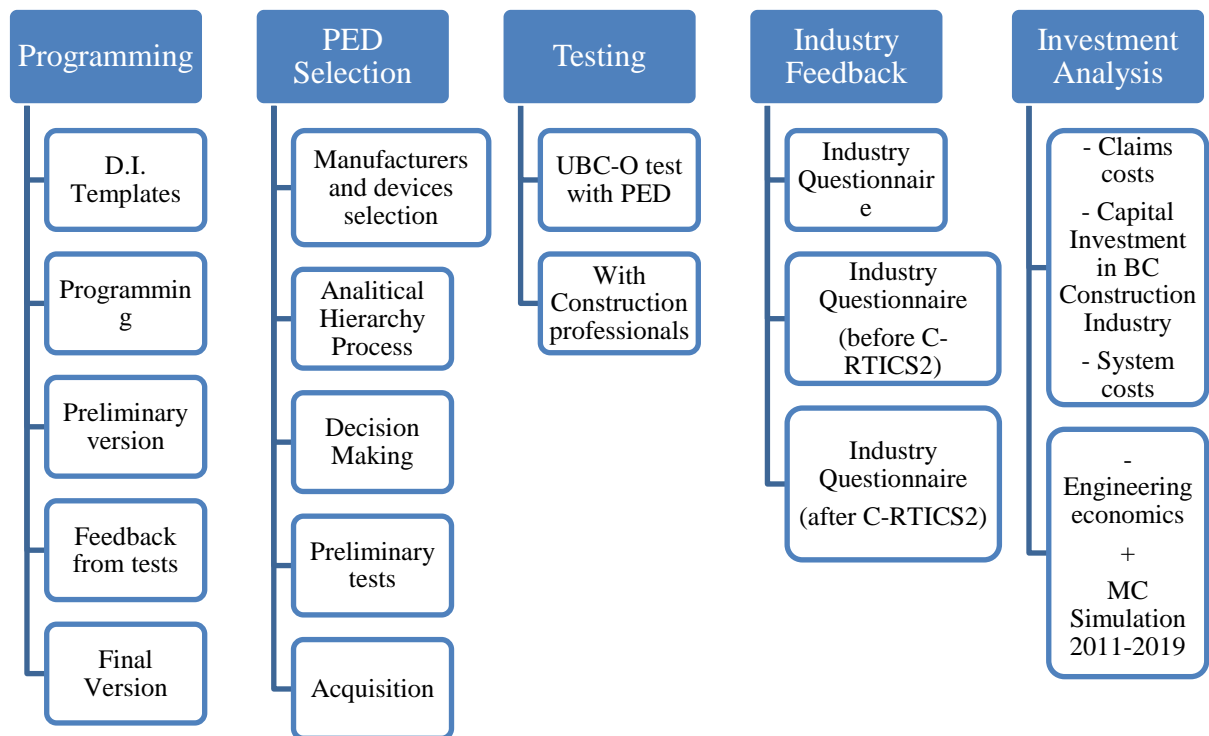 Programming
D.I.
Templates
Programmin
g
Preliminary
version
Feedback
from tests
Final
Version
PED
Selection
Manufacturers
and devices
selection
Analitical
Hierarchy
Process
Decision
Making
Preliminary
tests
Acquisition
Testing
UBC-O test
with PED
With
Construction
professionals
Industry
Feedback
Industry
Questionnair
e
Industry
Questionnaire
(before C-
RTICS2)
Industry
Questionnaire
(after C-RTICS2)
Investment
Analysis
- Claims
costs
- Capital
Investment
in BC
Construction
Industry
- System
costs
-
Engineering
economics
+
MC
Simulation
2011-2019